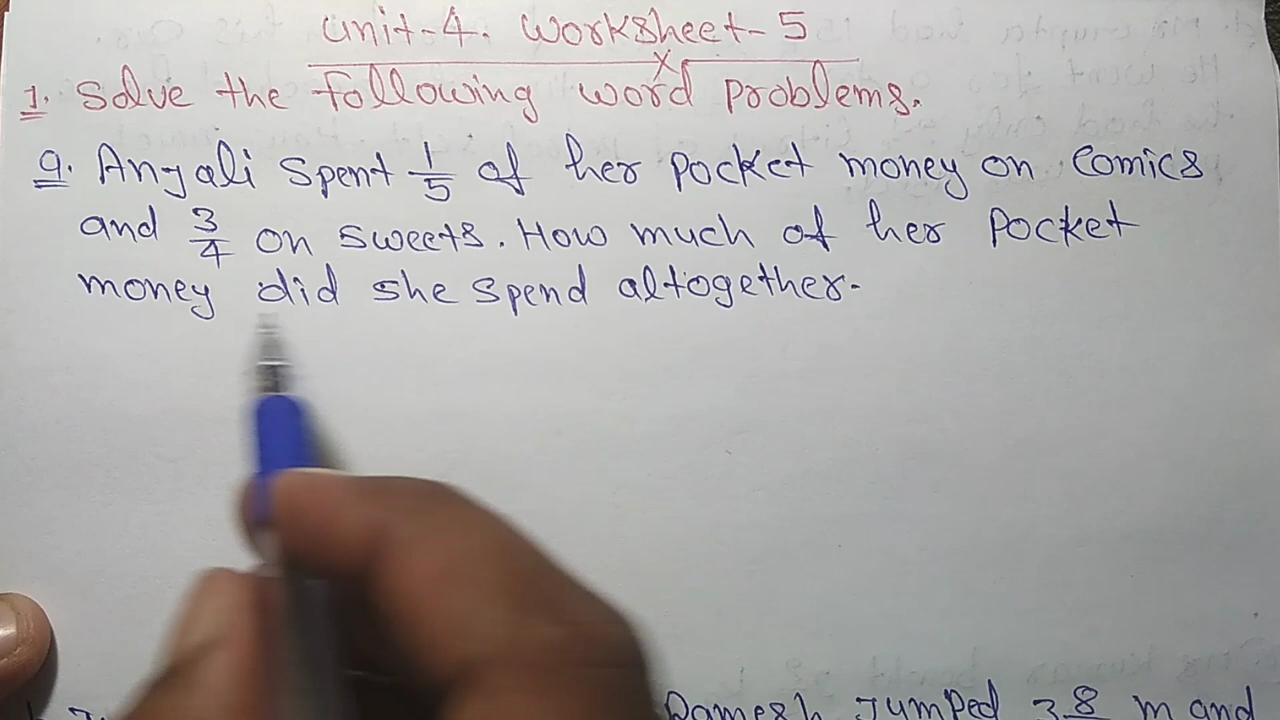 Unit-4. Worksheet-5
1. Solve the following word problems.
a. Anjali spent 1/5 of her pocket money on comics
and 3/4 on sweets. How much of her pocket
money did she spend altogether.
Ramesh jumped 3 8 m and